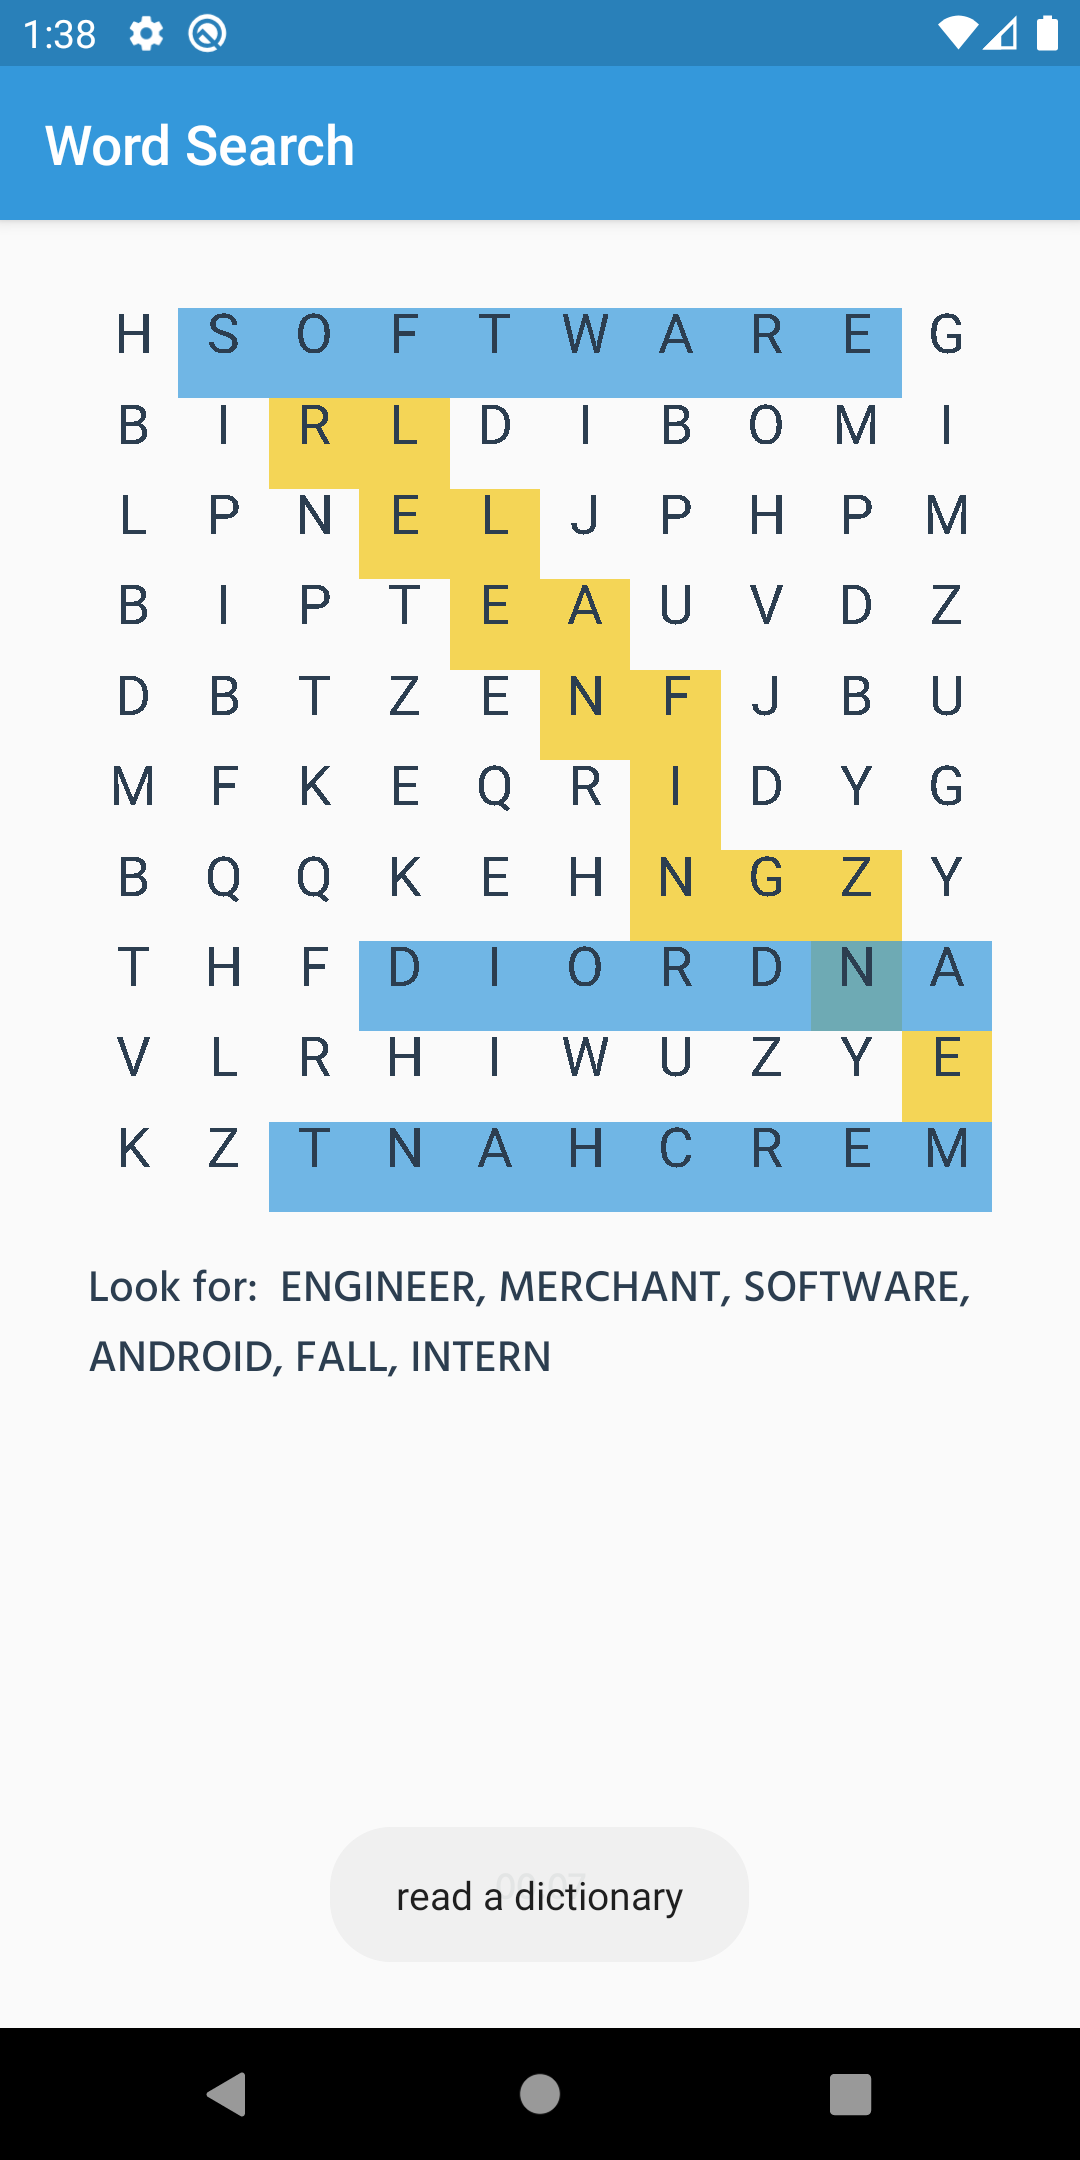 1:38
Word Search
H S O F T W A R E G
B I R L D I B O M I
L P N E L J P H P M
B I P T E A U V D Z
D B T Z E N F J B U
M F K E Q R I D Y G
B Q Q K E H N G Z Y
T H F D I O R D N A
V L R H I W U Z Y E
K Z T N A H C R E M
Look for: ENGINEER, MERCHANT, SOFTWARE,
ANDROID, FALL, INTERN
read a dictionary